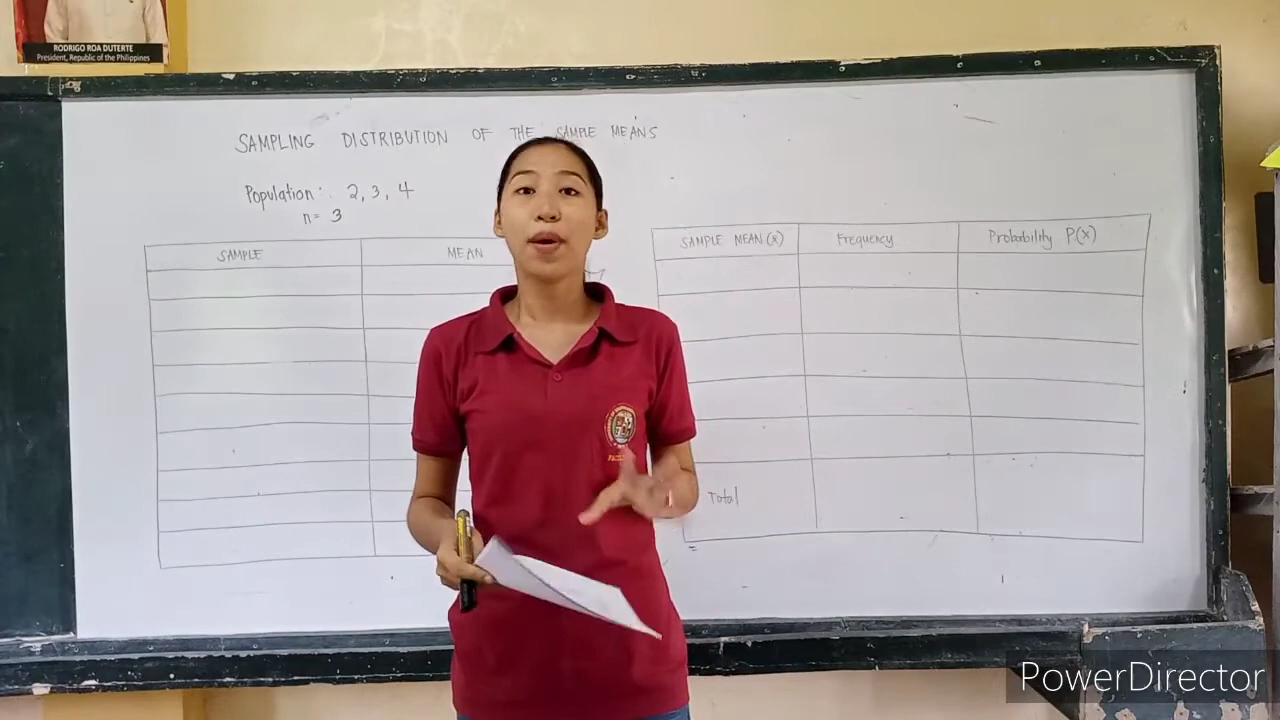 RODRIGO ROA DUTERTE
President, Republic of the Philippines
SAMPLING DISTRIBUTION OF THE SAMPLE MEANS
Population: 2, 3, 4
n= 3
SAMPLE MEAN
SAMPLE MEAN (x̄) Frequency Probability P(x)
Total
PowerDirector